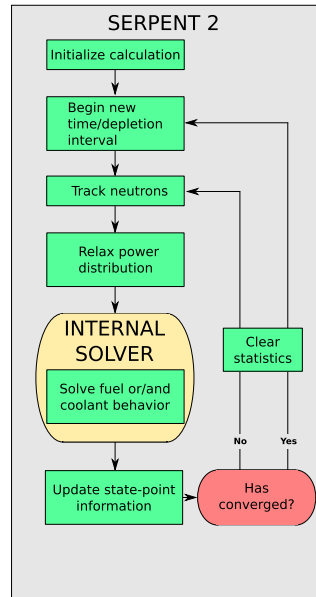 SERPENT 2
Initialize calculation
Begin new
time/depletion
interval
Track neutrons
Relax power
distribution
INTERNAL
SOLVER
Solve fuel or/and
coolant behavior
Clear
statistics
No
Yes
Update state-point
information
Has
converged?